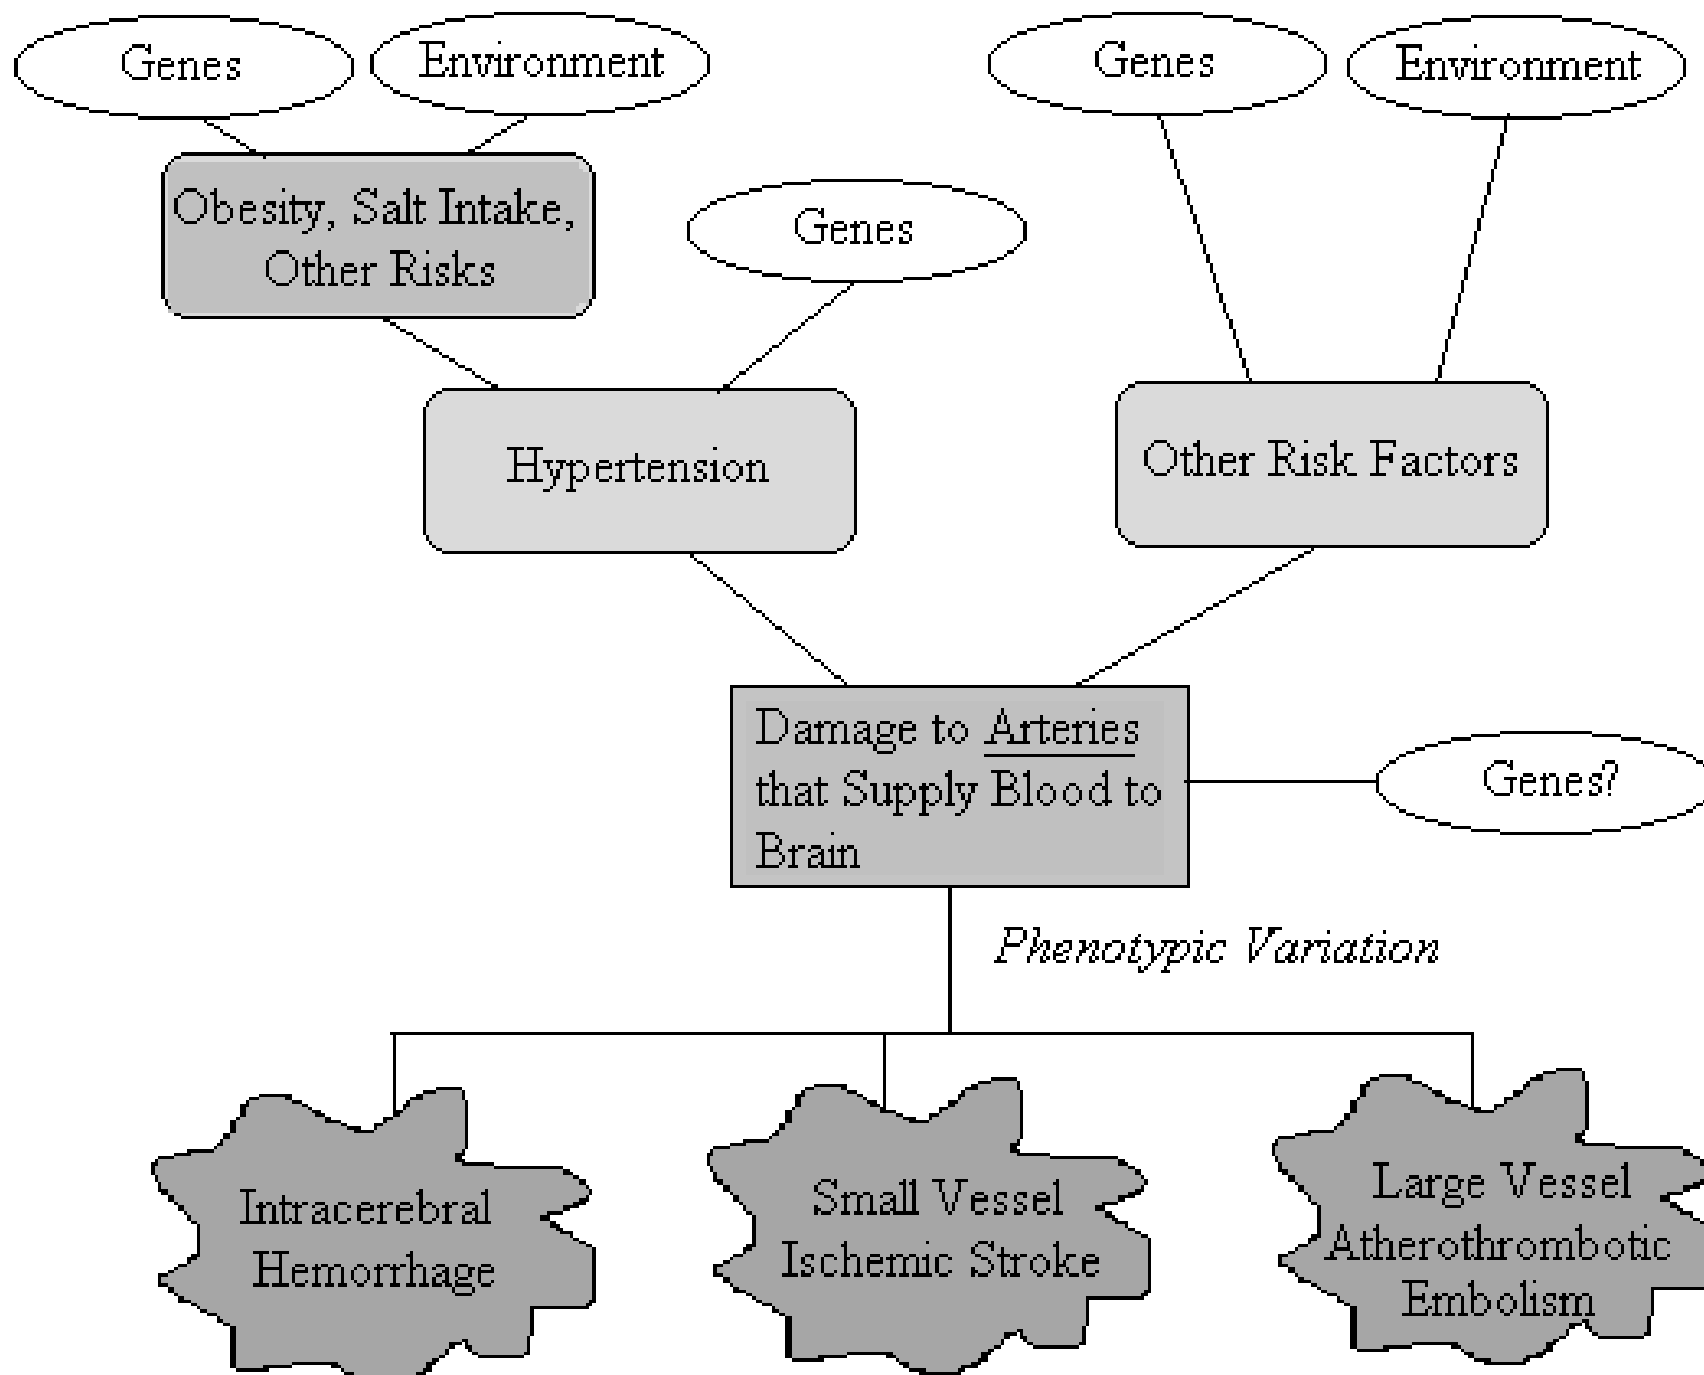 Genes
Environment
Genes
Environment
Obesity, Salt Intake,
Other Risks
Genes
Hypertension
Other Risk Factors
Damage to Arteries
that Supply Blood to
Brain
Genes?
Phenotypic Variation
Intracerebral
Hemorrhage
Small Vessel
Ischemic Stroke
Large Vessel
Atherothrombotic
Embolism